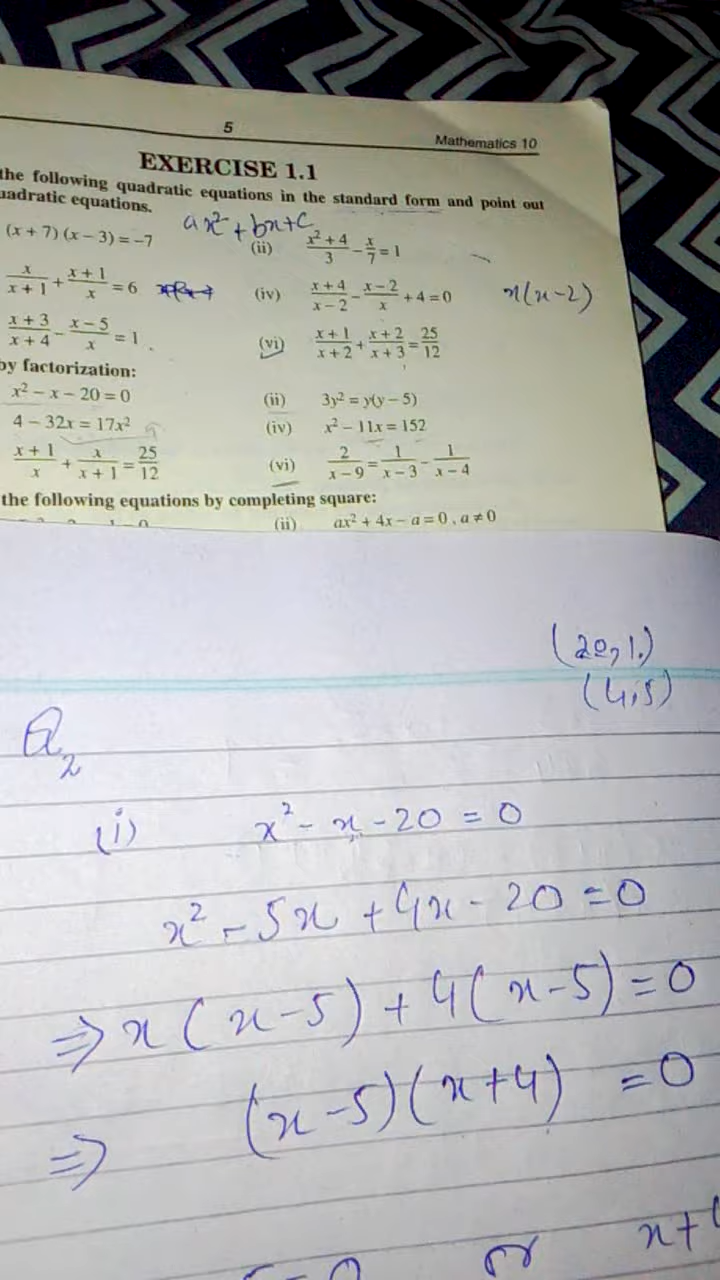 5
Mathematics 10
EXERCISE 1.1
the following quadratic equations in the standard form and point out
quadratic equations.
ax² + bx + c
(x + 7) (x – 3) = –7
(ii) (x² + 4)/3 – x/7 = 1
x/(x + 1) + (x + 1)/x = 6
(iv) (x + 4)/(x – 2) – (x – 2)/x + 4 = 0
x(x – 2)
(x + 3)/(x + 4) – (x – 5)/x = 1
(vi) (x + 1)/(x + 2) + (x + 2)/(x + 3) = 25/12
by factorization:
x² – x – 20 = 0
(ii) 3y² = y(y – 5)
4 – 32x = 17x²
(iv) x² – 11x = 152
(x + 1)/x + x/(x + 1) = 25/12
(vi) 2/(x – 9) = 1/(x – 3) – 1/(x – 4)
the following equations by completing square:
(ii) ax² + 4x – a = 0 , a ≠ 0
(20, 1.)
(4, 5)
Q₂
(i) x² – x – 20 = 0
x² – 5x + 4x – 20 = 0
⇒ x(x – 5) + 4(x – 5) = 0
⇒ (x – 5)(x + 4) = 0
= 0 or x +